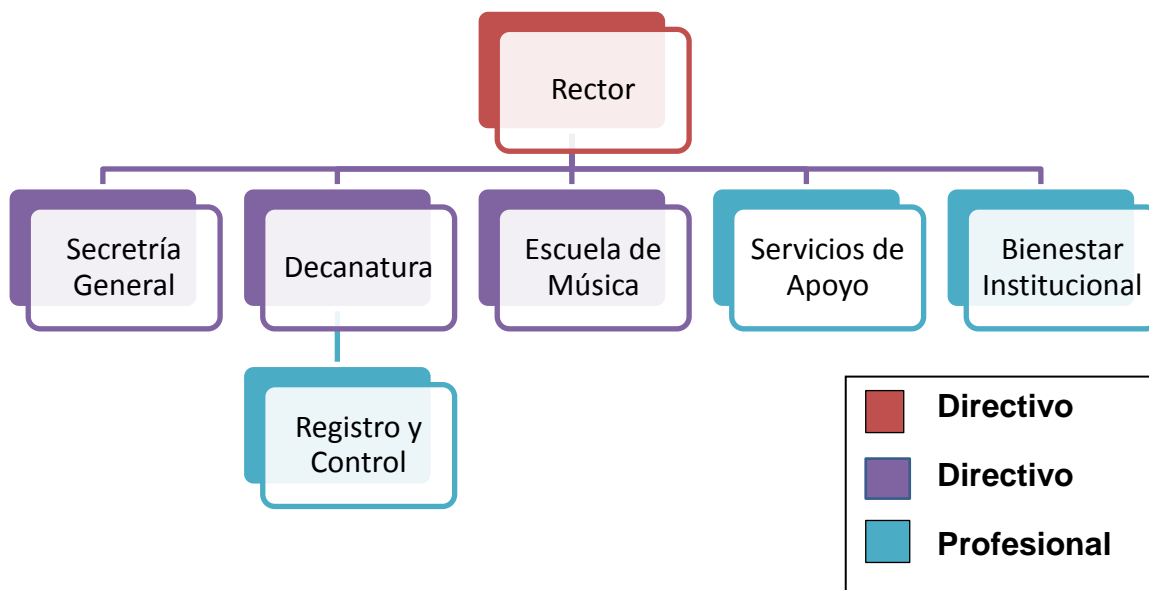 Rector
Secretría
General
Decanatura
Escuela de
Música
Servicios de
Apoyo
Bienestar
Institucional
Registro y
Control
Directivo
Directivo
Profesional